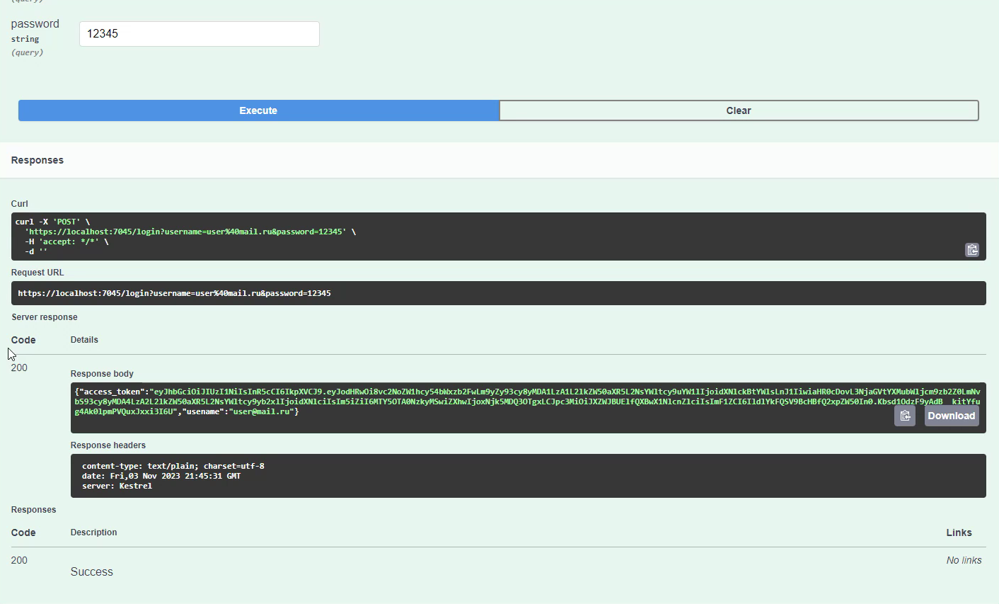 (query)
password
string
(query)
12345
Execute
Clear
Responses
Curl
curl -X 'POST' \
'https://localhost:7045/login?username=user%40mail.ru&password=12345' \
-H 'accept: */*' \
-d ''
Request URL
https://localhost:7045/login?username=user%40mail.ru&password=12345
Server response
Code
Details
200
Response body
{"access_token":"eyJhbGciOiJIUzI1NiIsInR5cCI6IkpXVCJ9.eyJodHRwOi8vc2NoZW1hcy54bWxzb2FwLm9yZy93cy8yMDA1LzA1L2lkZW50aXR5L2NsYWltcy9uYW1lIjoidXNlckBtYWlsLnJ1IiwiaHR0cDovL3NjaGVtYXMubWljcm9zb2Z0LmNv
bS93cy8yMDA4LzA2L2lkZW50aXR5L2NsYWltcy9yb2xlIjoidXNlciIsIm5iZiI6MTY5OTA0NzkyMSwiZXhwIjoxNjk5MDQ3OTgxLCJpc3MiOiJXZWJBUElfQXBwX1NlcnZlciIsImF1ZCI6IldlYkFQSV9BcHBfQ2xpZW50In0.Kbsd1OdzF9yAdB__kitYfu
g4Ak0lpmPVQuxJxxi3I6U","usename":"user@mail.ru"}
Download
Response headers
content-type: text/plain; charset=utf-8
date: Fri,03 Nov 2023 21:45:31 GMT
server: Kestrel
Responses
Code
Description
Links
200
Success
No links